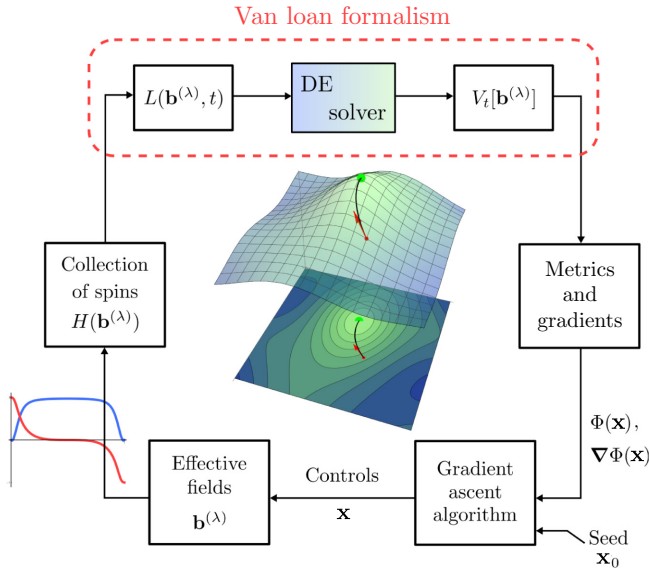 Van loan formalism
L(b^(λ), t)
DE
solver
V_t[b^(λ)]
Collection
of spins
H(b^(λ))
Metrics
and
gradients
Φ(x) ,
∇Φ(x)
Effective
fields
b^(λ)
Controls
x
Gradient
ascent
algorithm
Seed
x_0